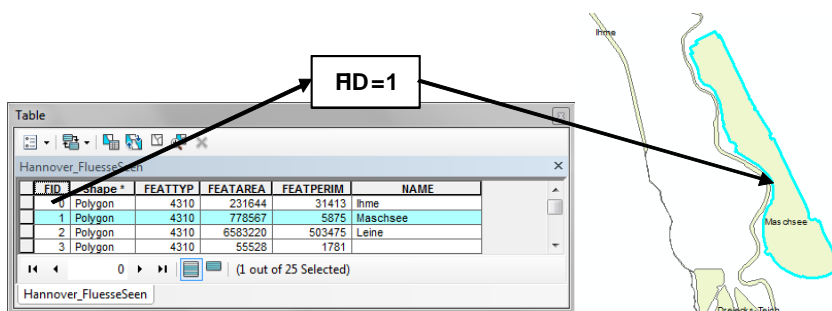 FID=1
Ihme
Table
Hannover_FluesseSeen
FID Shape * FEATTYP FEATAREA FEATPERIM NAME
0 Polygon 4310 231644 31413 Ihme
1 Polygon 4310 778567 5875 Maschsee
2 Polygon 4310 6583220 503475 Leine
3 Polygon 4310 55528 1781
0 (1 out of 25 Selected)
Hannover_FluesseSeen
Maschsee
Teich